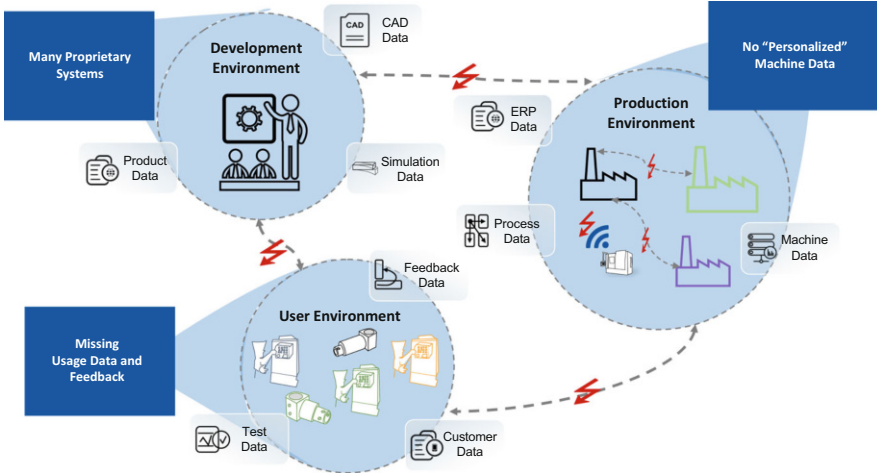 Many Proprietary
Systems
Development
Environment
CAD
CAD
Data
No “Personalized”
Machine Data
ERP
Data
Production
Environment
Product
Data
Simulation
Data
Process
Data
Machine
Data
Feedback
Data
User Environment
Missing
Usage Data and
Feedback
Test
Data
Customer
Data